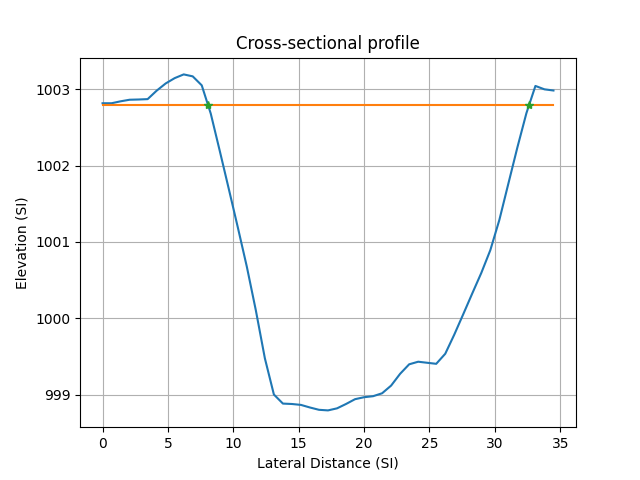 Cross-sectional profile
1003
1002
1001
1000
999
Elevation (SI)
0 5 10 15 20 25 30 35
Lateral Distance (SI)